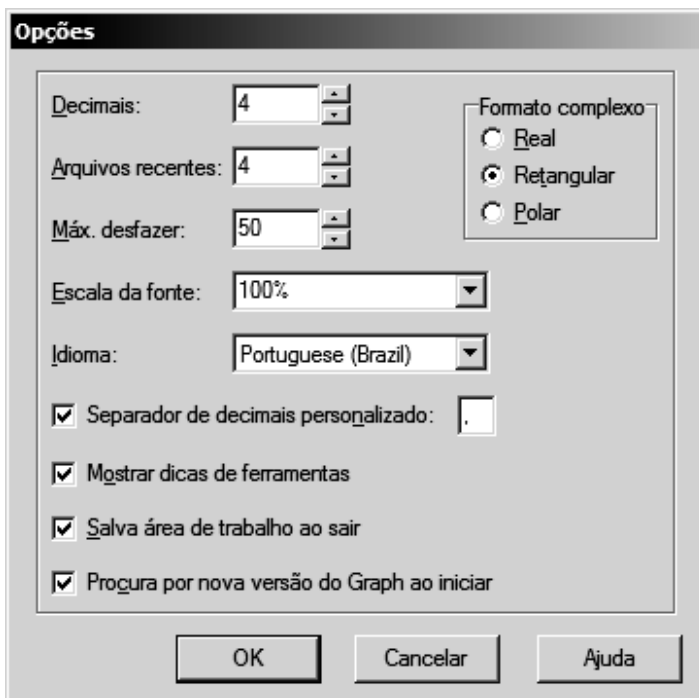 Opções
Decimais: 4
Formato complexo
Real
Arquivos recentes: 4
Retangular
Polar
Máx. desfazer: 50
Escala da fonte: 100%
Idioma: Portuguese (Brazil)
Separador de decimais personalizado: .
Mostrar dicas de ferramentas
Salva área de trabalho ao sair
Procura por nova versão do Graph ao iniciar
OK Cancelar Ajuda